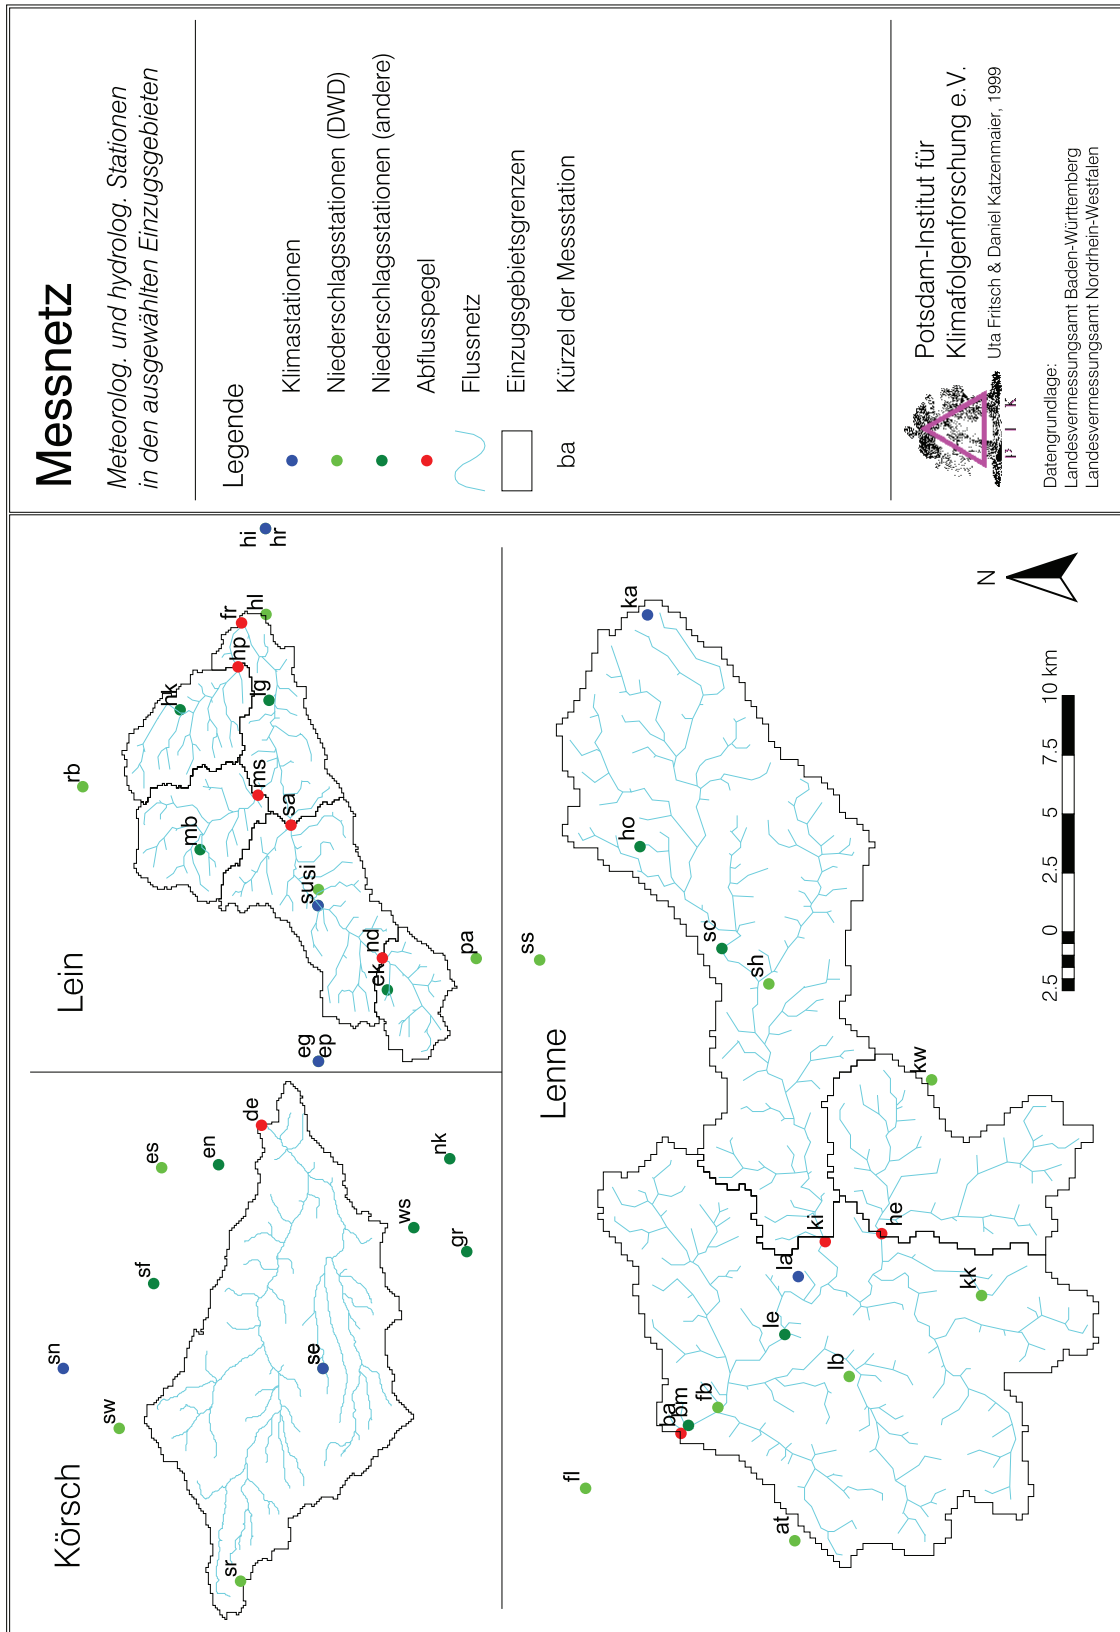 Messnetz
Meteorolog. und hydrolog. Stationen
in den ausgewählten Einzugsgebieten
Legende
Klimastationen
Niederschlagsstationen (DWD)
Niederschlagsstationen (andere)
Abflusspegel
Flussnetz
Einzugsgebietsgrenzen
ba Kürzel der Messstation
Potsdam-Institut für
Klimafolgenforschung e.V.
Uta Fritsch & Daniel Katzenmaier, 1999
P I K
Datengrundlage:
Landesvermessungsamt Baden-Württemberg
Landesvermessungsamt Nordrhein-Westfalen
Körsch
sn
sw
sf
es
en
de
sr
se
ws
nk
gr
Lein
rb
hk
mb
hp
fr
hl
hi
hr
lg
ms
sa
susi
nd
ek
eg
ep
pa
Lenne
ss
ka
ho
sc
sh
kw
ki
he
la
le
kk
lb
fb
ba
bm
fl
at
N
2.5 0 2.5 5 7.5 10 km